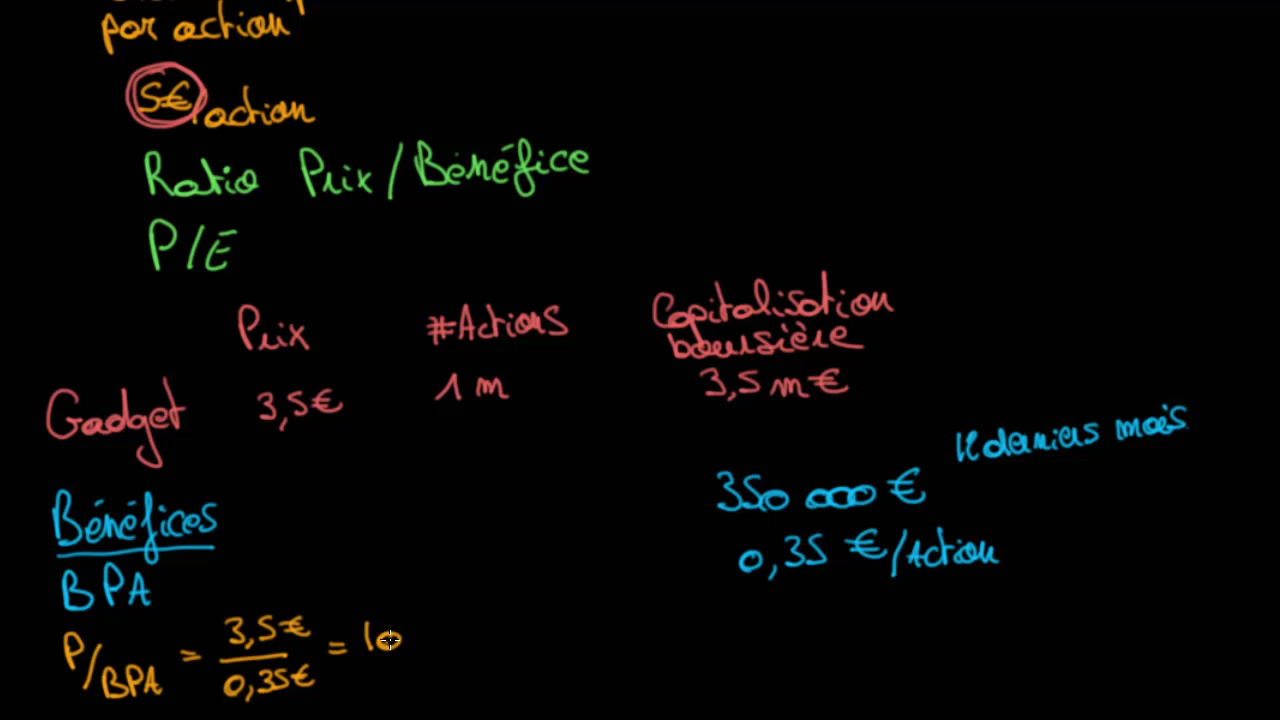 par action
5€/action
Ratio Prix/Bénéfice
P/E
Prix #Actions Capitalisation boursière
Gadget 3,5€ 1 m 3,5 m €
12 derniers mois
Bénéfices 350 000 €
BPA 0,35 €/Action
P/BPA = 3,5€ / 0,35€ = 10